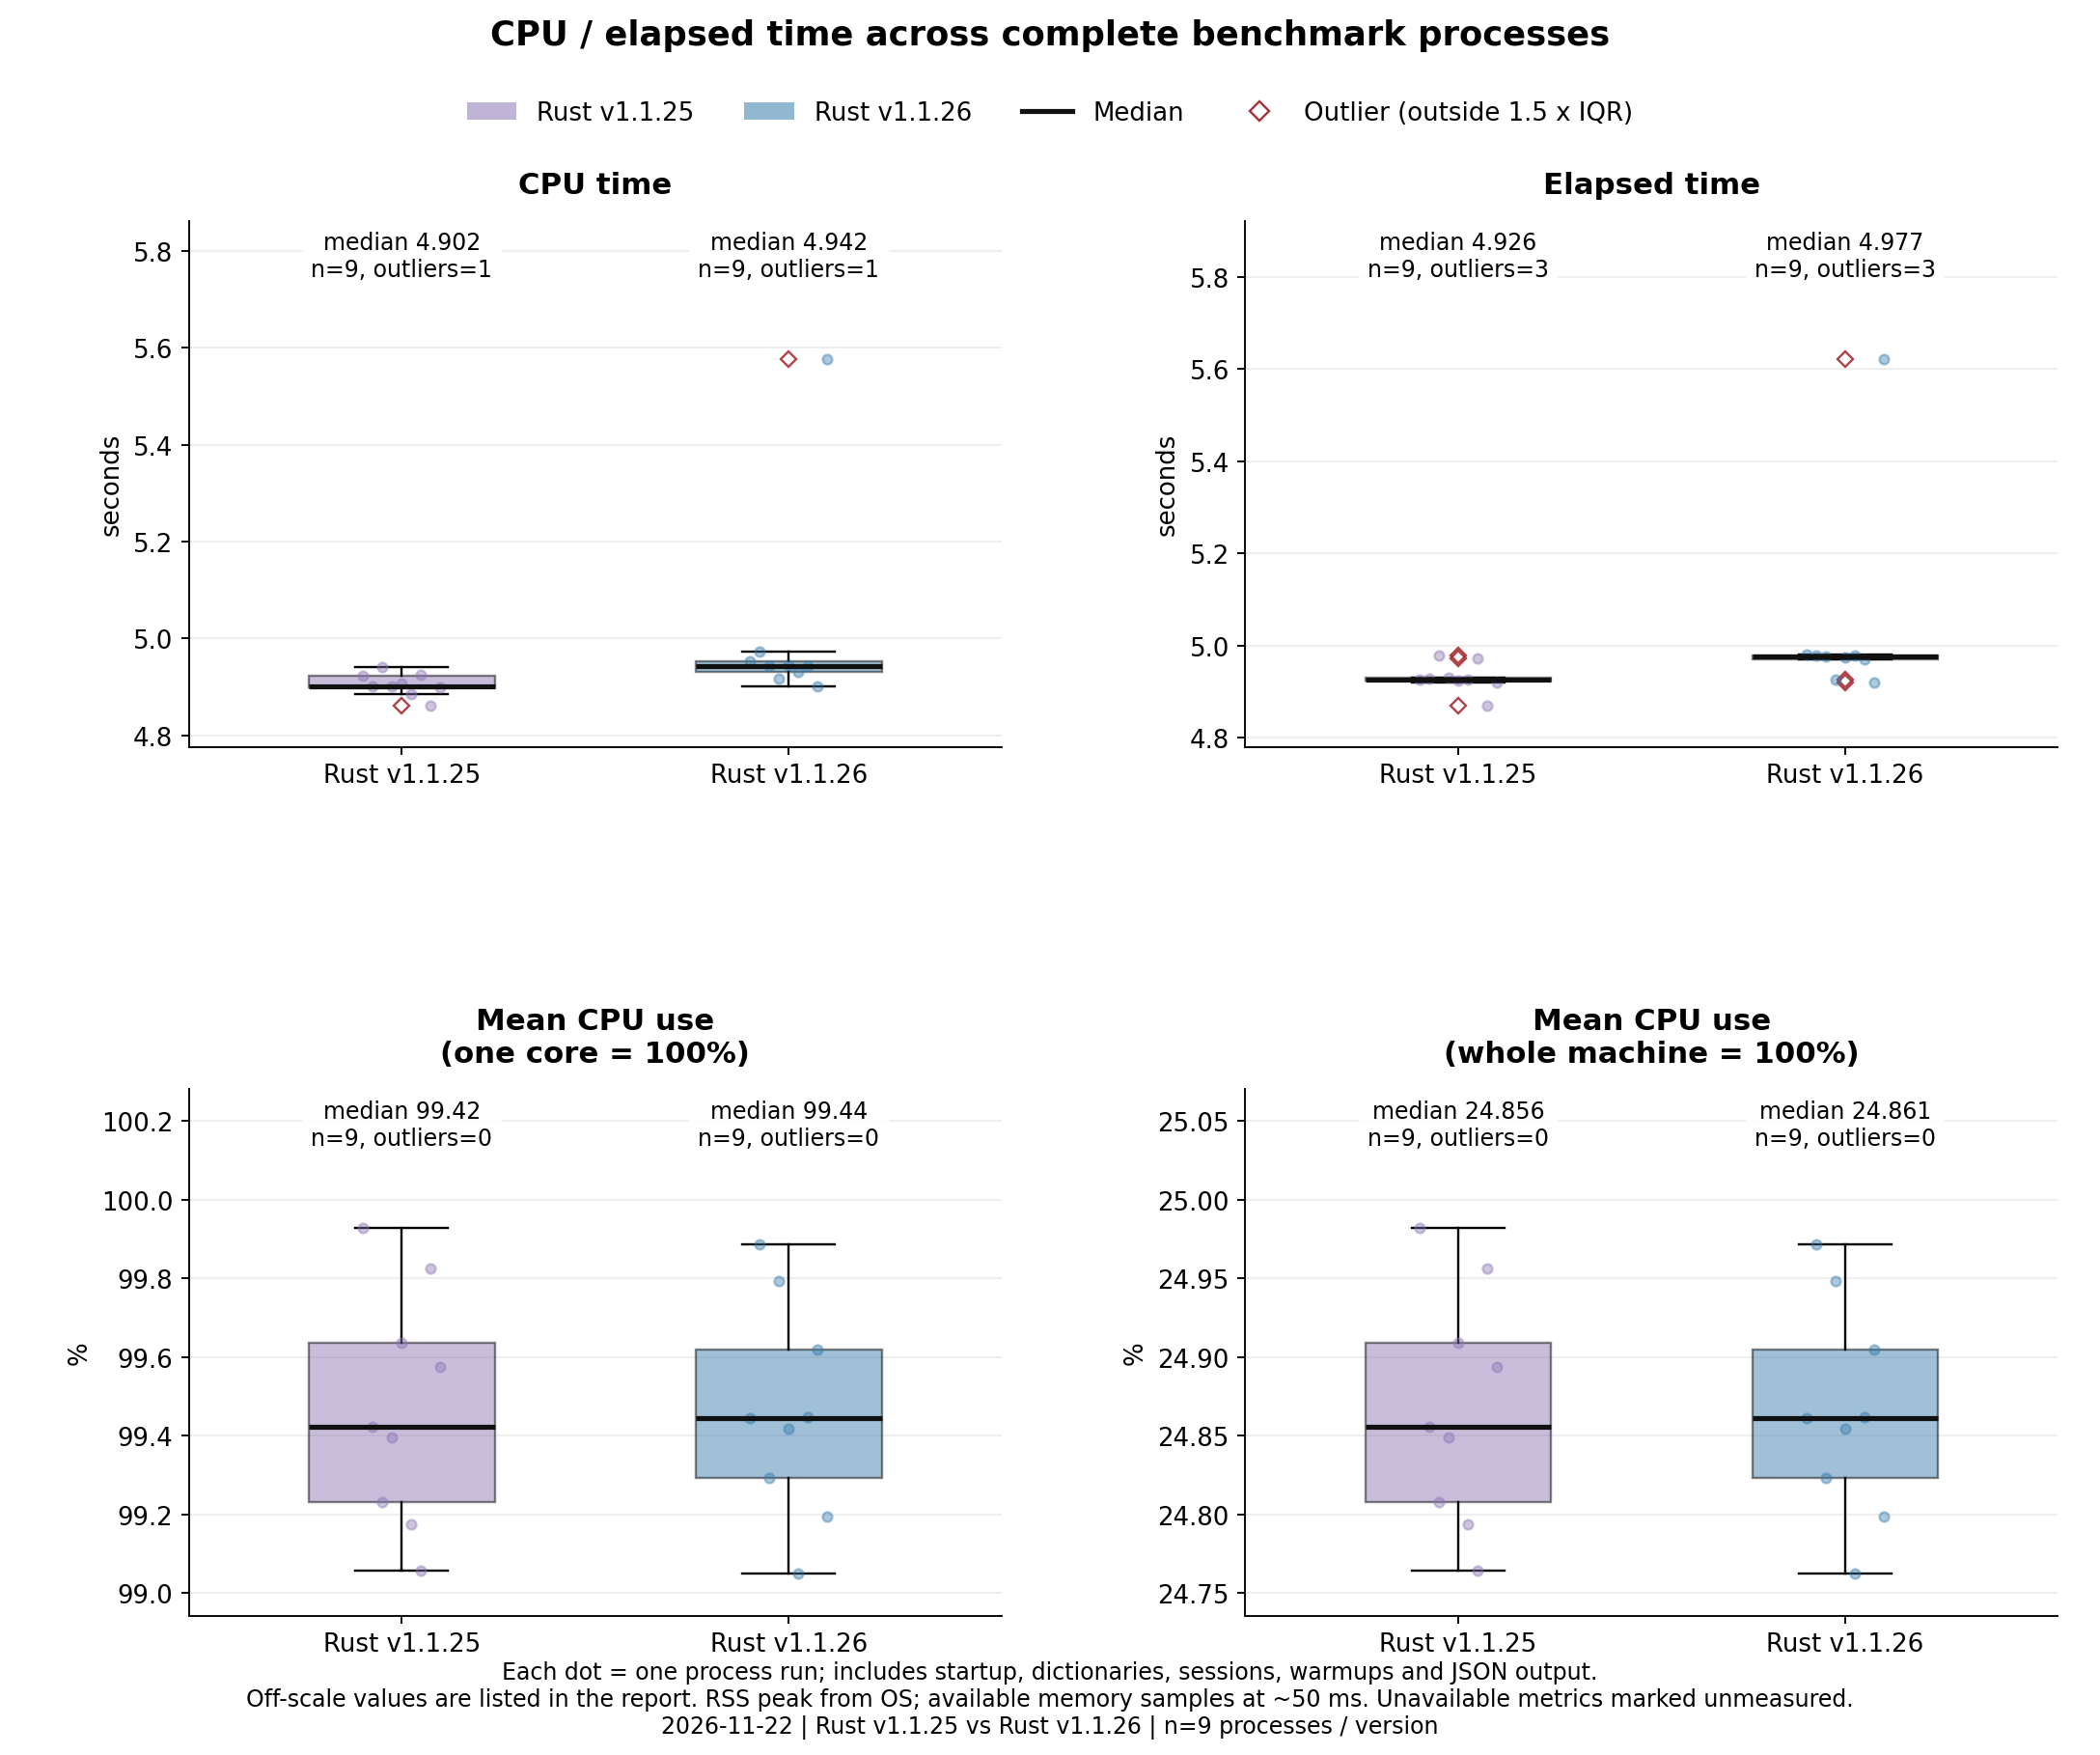 CPU / elapsed time across complete benchmark processes
Rust v1.1.25
Rust v1.1.26
Median
Outlier (outside 1.5 x IQR)
CPU time
median 4.902
n=9, outliers=1
median 4.942
n=9, outliers=1
seconds
5.8
5.6
5.4
5.2
5.0
4.8
Rust v1.1.25
Rust v1.1.26
Elapsed time
median 4.926
n=9, outliers=3
median 4.977
n=9, outliers=3
seconds
5.8
5.6
5.4
5.2
5.0
4.8
Rust v1.1.25
Rust v1.1.26
Mean CPU use
(one core = 100%)
median 99.42
n=9, outliers=0
median 99.44
n=9, outliers=0
%
100.2
100.0
99.8
99.6
99.4
99.2
99.0
Rust v1.1.25
Rust v1.1.26
Mean CPU use
(whole machine = 100%)
median 24.856
n=9, outliers=0
median 24.861
n=9, outliers=0
%
25.05
25.00
24.95
24.90
24.85
24.80
24.75
Rust v1.1.25
Rust v1.1.26
Each dot = one process run; includes startup, dictionaries, sessions, warmups and JSON output.
Off-scale values are listed in the report. RSS peak from OS; available memory samples at ~50 ms. Unavailable metrics marked unmeasured.
2026-11-22 | Rust v1.1.25 vs Rust v1.1.26 | n=9 processes / version